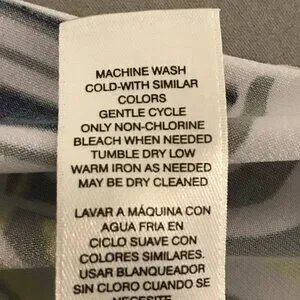 MACHINE WASH
COLD-WITH SIMILAR
COLORS
GENTLE CYCLE
ONLY NON-CHLORINE
BLEACH WHEN NEEDED
TUMBLE DRY LOW
WARM IRON AS NEEDED
MAY BE DRY CLEANED
LAVAR A MÁQUINA CON
AGUA FRIA EN
CICLO SUAVE CON
COLORES SIMILARES.
USAR BLANQUEADOR
SIN CLORO CUANDO SE
NECESITE